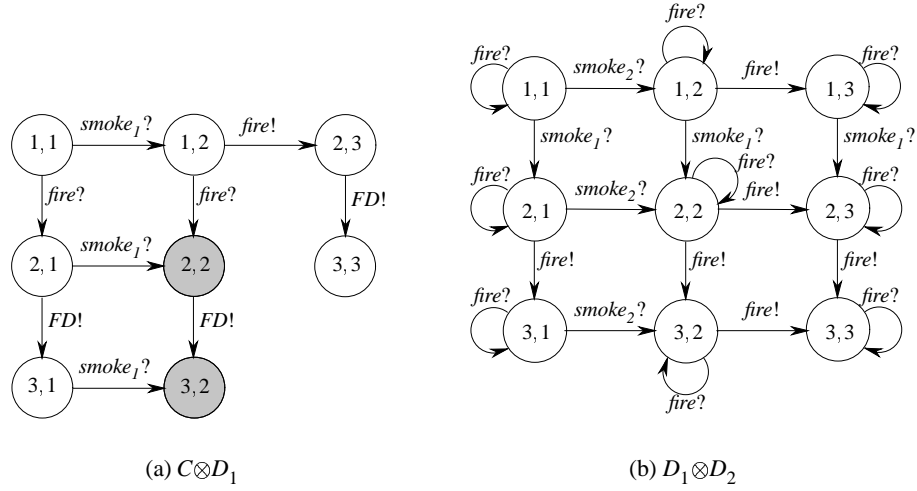 fire?
fire? smoke2? fire! fire?
1, 1 1, 2 1, 3
smoke1? fire!
1, 1 1, 2 2, 3
smoke1? smoke1? smoke1?
fire? fire? FD!
fire? smoke2? fire? fire! fire?
2, 1 2, 2 2, 3
smoke1?
2, 1 2, 2 3, 3
fire! fire! fire!
FD! FD!
fire? smoke2? fire! fire?
3, 1 3, 2 3, 3
smoke1?
3, 1 3, 2
fire?
(a) C⊗D1 (b) D1⊗D2